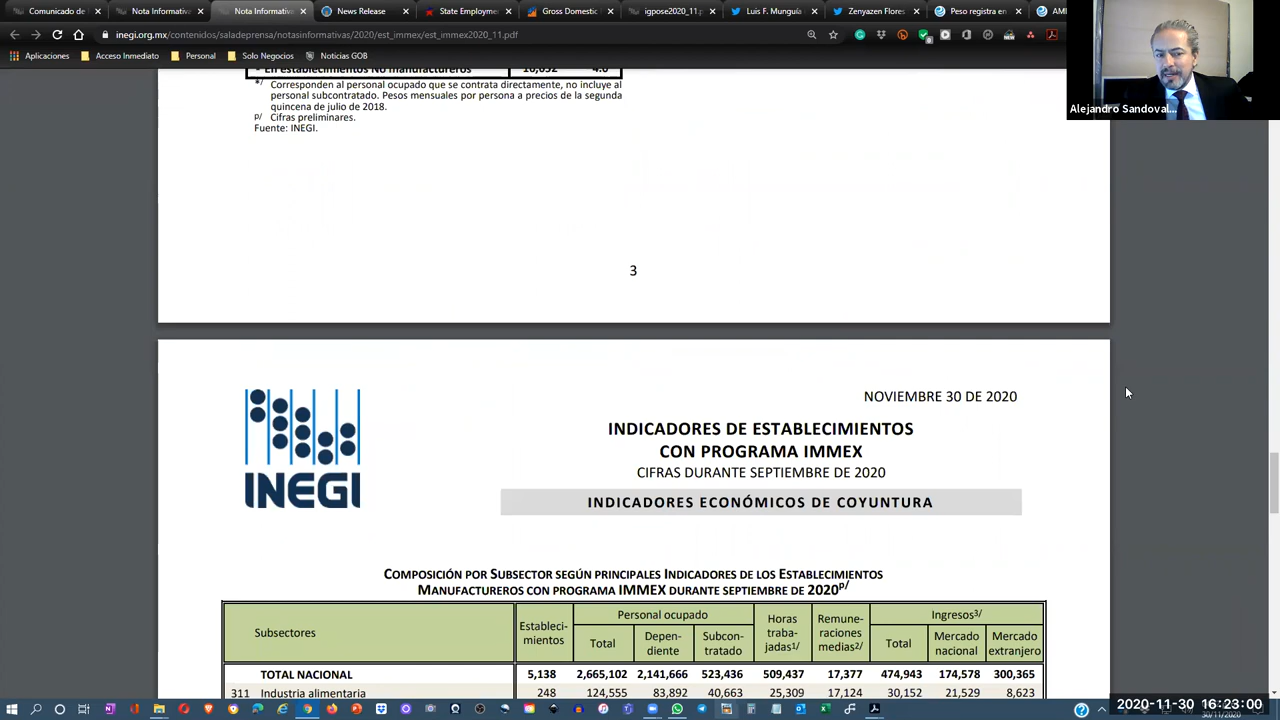 Comunicado de
Nota Informativa
Nota Informativa
News Release
State Employme
Gross Domestic
igpose2020_11.p
Luis F. Munguía
Zenyazen Flores
Peso registra en
AMI
inegi.org.mx/contenidos/saladeprensa/notasinformativas/2020/est_immex/est_immex2020_11.pdf
Aplicaciones
Acceso Inmediato
Personal
Solo Negocios
Noticias GOB
Alejandro Sandoval...
En establecimientos No manufactureros
*/ Corresponden al personal ocupado que se contrata directamente, no incluye al
personal subcontratado. Pesos mensuales por persona a precios de la segunda
quincena de julio de 2018.
p/ Cifras preliminares.
Fuente: INEGI.
3
INEGI
NOVIEMBRE 30 DE 2020
INDICADORES DE ESTABLECIMIENTOS
CON PROGRAMA IMMEX
CIFRAS DURANTE SEPTIEMBRE DE 2020
INDICADORES ECONÓMICOS DE COYUNTURA
COMPOSICIÓN POR SUBSECTOR SEGÚN PRINCIPALES INDICADORES DE LOS ESTABLECIMIENTOS
MANUFACTUREROS CON PROGRAMA IMMEX DURANTE SEPTIEMBRE DE 2020p/
Subsectores
Estableci-
mientos
Personal ocupado
Total
Depen-
diente
Subcon-
tratado
Horas
traba-
jadas1/
Remune-
raciones
medias2/
Ingresos3/
Total
Mercado
nacional
Mercado
extranjero
TOTAL NACIONAL 5,138 2,665,102 2,141,666 523,436 509,437 17,377 474,943 174,578 300,365
311 Industria alimentaria 248 124,555 83,892 40,663 25,309 17,124 30,152 21,529 8,623
2020-11-30 16:23:00
30/11/2020